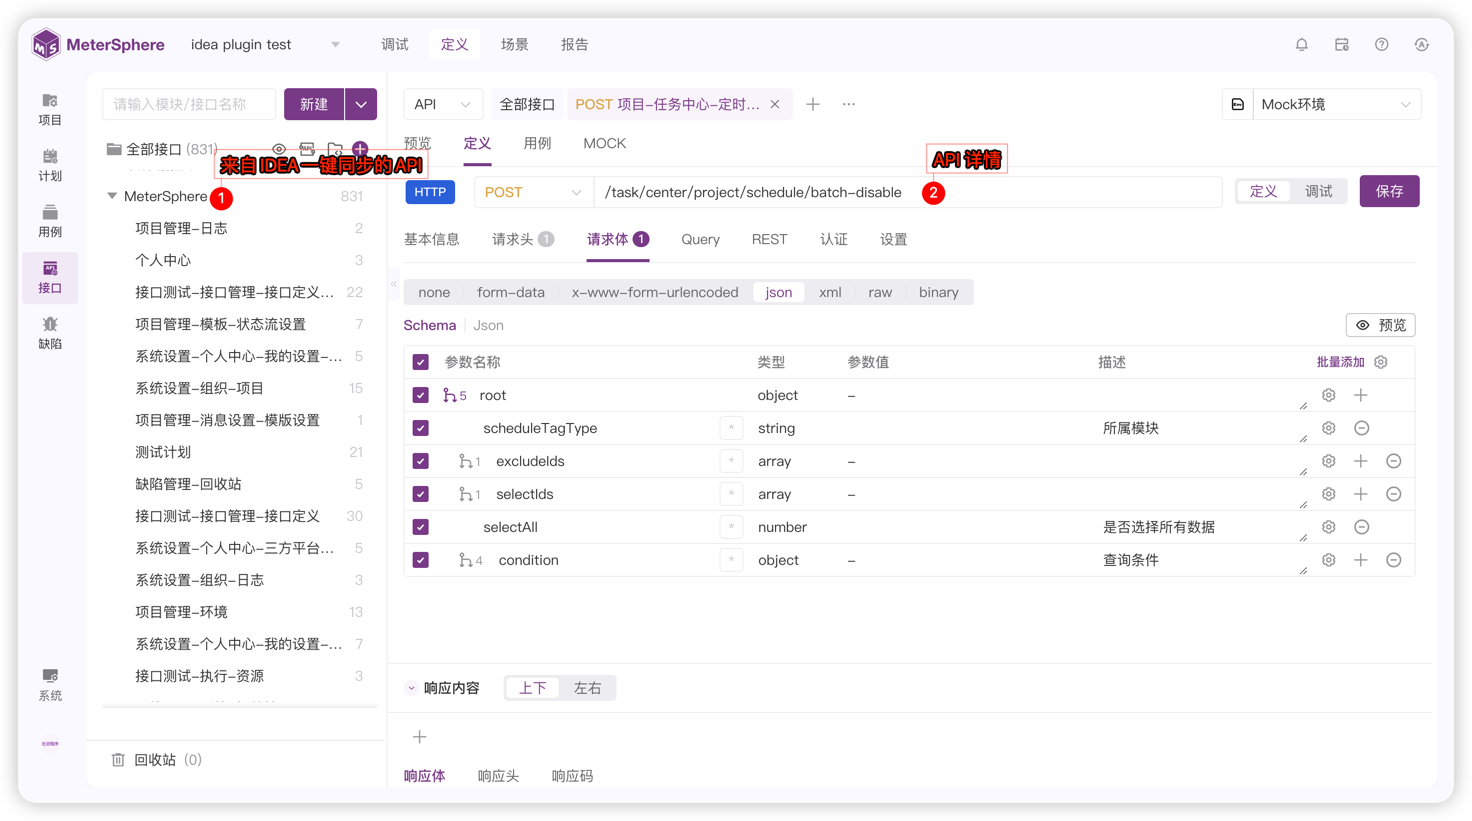 MeterSphere
idea plugin test
调试
定义
场景
报告
项目
计划
用例
接口
缺陷
系统
请输入模块/接口名称
新建
全部接口 (831)
来自 IDEA 一键同步的 API
MeterSphere 1 831
项目管理-日志 2
个人中心 3
接口测试-接口管理-接口定义... 22
项目管理-模板-状态流设置 7
系统设置-个人中心-我的设置-... 5
系统设置-组织-项目 15
项目管理-消息设置-模版设置 1
测试计划 21
缺陷管理-回收站 5
接口测试-接口管理-接口定义 30
系统设置-个人中心-三方平台... 5
系统设置-组织-日志 3
项目管理-环境 13
系统设置-个人中心-我的设置-... 7
接口测试-执行-资源 3
回收站 (0)
API
全部接口
POST 项目-任务中心-定时...
Mock环境
预览
定义
用例
MOCK
API 详情
HTTP
POST
/task/center/project/schedule/batch-disable
2
定义
调试
保存
基本信息
请求头 1
请求体 1
Query
REST
认证
设置
none
form-data
x-www-form-urlencoded
json
xml
raw
binary
Schema
Json
预览
参数名称 类型 参数值 描述 批量添加
5 root object –
scheduleTagType * string 所属模块
1 excludeIds * array –
1 selectIds * array –
selectAll * number 是否选择所有数据
4 condition * object – 查询条件
响应内容
上下
左右
响应体
响应头
响应码